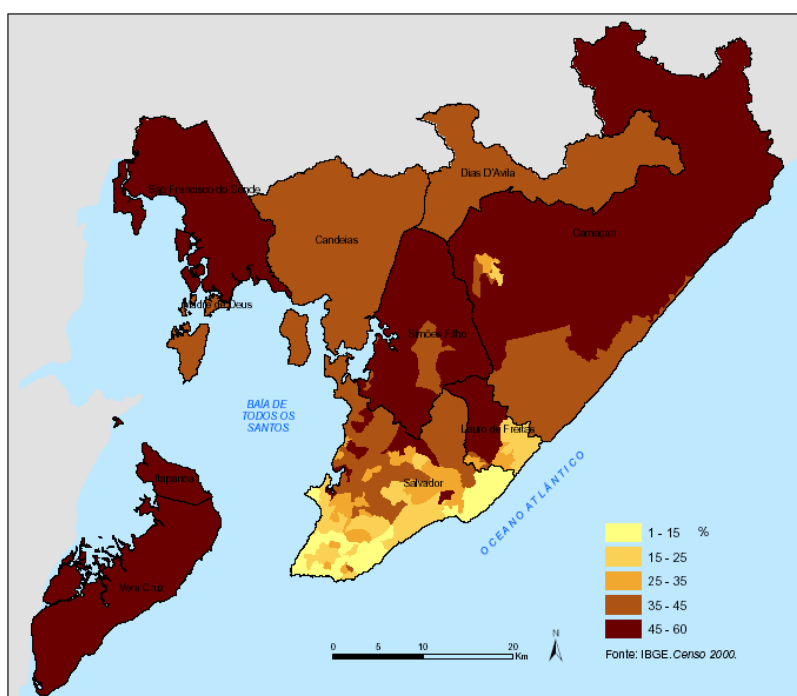 São Francisco do Conde
Dias D'Avila
Candeias
Camaçari
Madre de Deus
Simões Filho
BAÍA DE
TODOS OS
SANTOS
Lauro de Freitas
Itaparica
Salvador
OCEANO ATLÂNTICO
Vera Cruz
1 - 15 %
15 - 25
25 - 35
35 - 45
45 - 60
0 5 10 20
Km
N
Fonte: IBGE.Censo 2000.